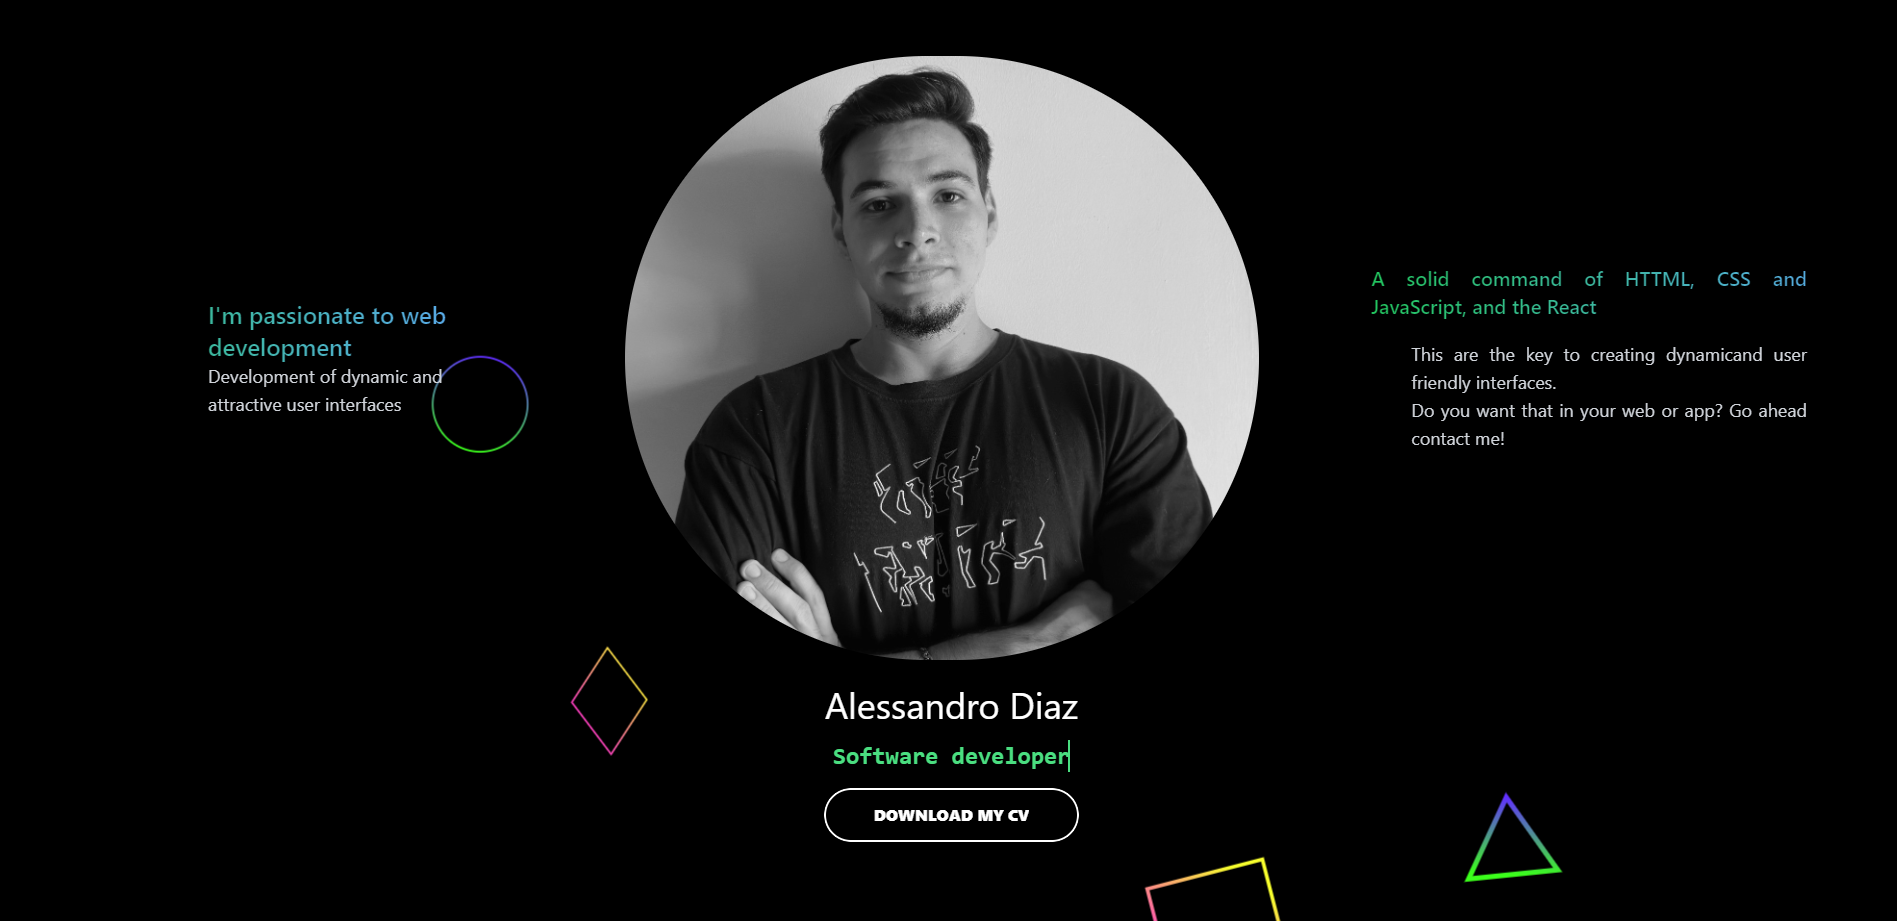 I'm passionate to web
development
Development of dynamic and
attractive user interfaces
A solid command of HTTML, CSS and
JavaScript, and the React
This are the key to creating dynamicand user
friendly interfaces.
Do you want that in your web or app? Go ahead
contact me!
Alessandro Diaz
Software developer
DOWNLOAD MY CV